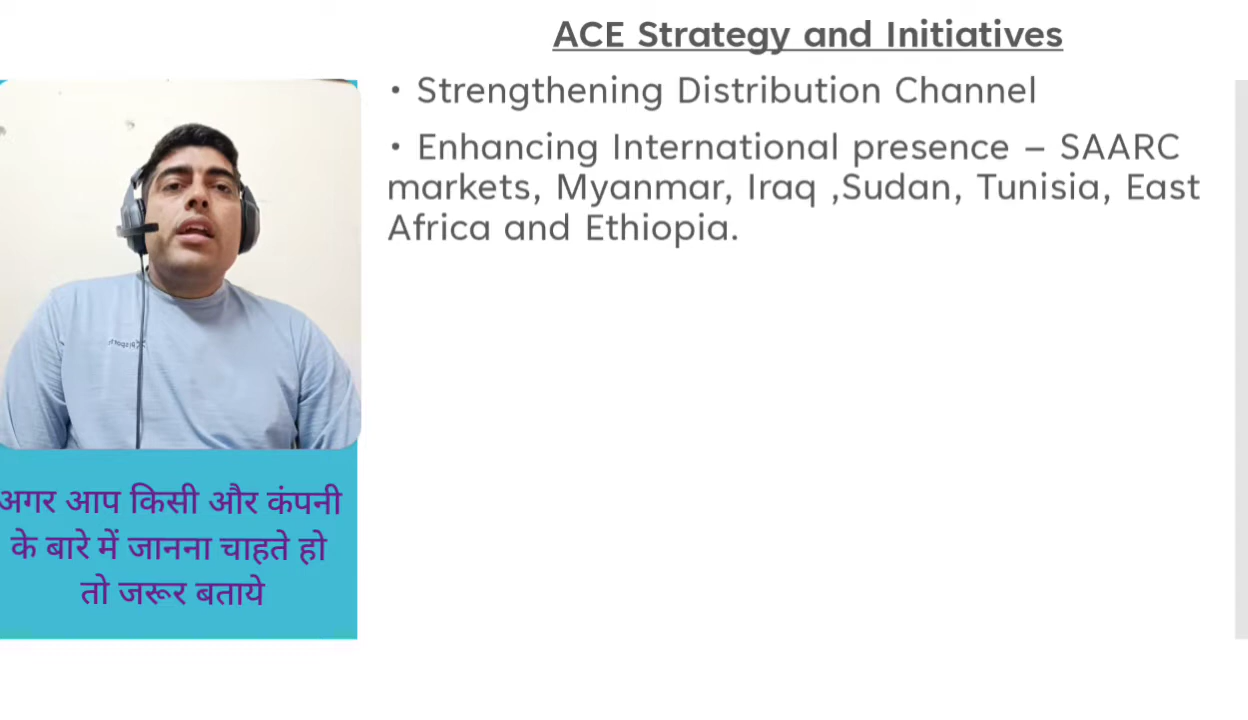 ACE Strategy and Initiatives
• Strengthening Distribution Channel
• Enhancing International presence – SAARC
markets, Myanmar, Iraq ,Sudan, Tunisia, East
Africa and Ethiopia.
अगर आप किसी और कंपनी
के बारे में जानना चाहते हो
तो जरूर बताये